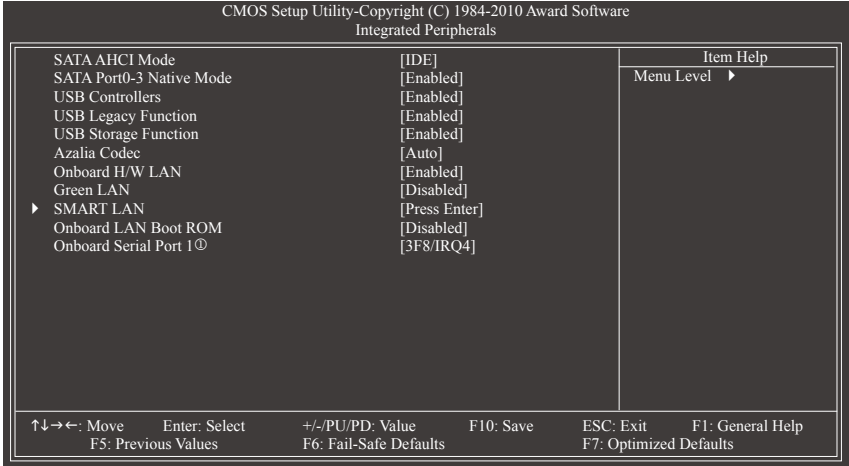 CMOS Setup Utility-Copyright (C) 1984-2010 Award Software
Integrated Peripherals
SATA AHCI Mode [IDE]
SATA Port0-3 Native Mode [Enabled]
USB Controllers [Enabled]
USB Legacy Function [Enabled]
USB Storage Function [Enabled]
Azalia Codec [Auto]
Onboard H/W LAN [Enabled]
Green LAN [Disabled]
SMART LAN [Press Enter]
Onboard LAN Boot ROM [Disabled]
Onboard Serial Port 1① [3F8/IRQ4]
Item Help
Menu Level
↑↓→←: Move Enter: Select +/-/PU/PD: Value F10: Save ESC: Exit F1: General Help
F5: Previous Values F6: Fail-Safe Defaults F7: Optimized Defaults